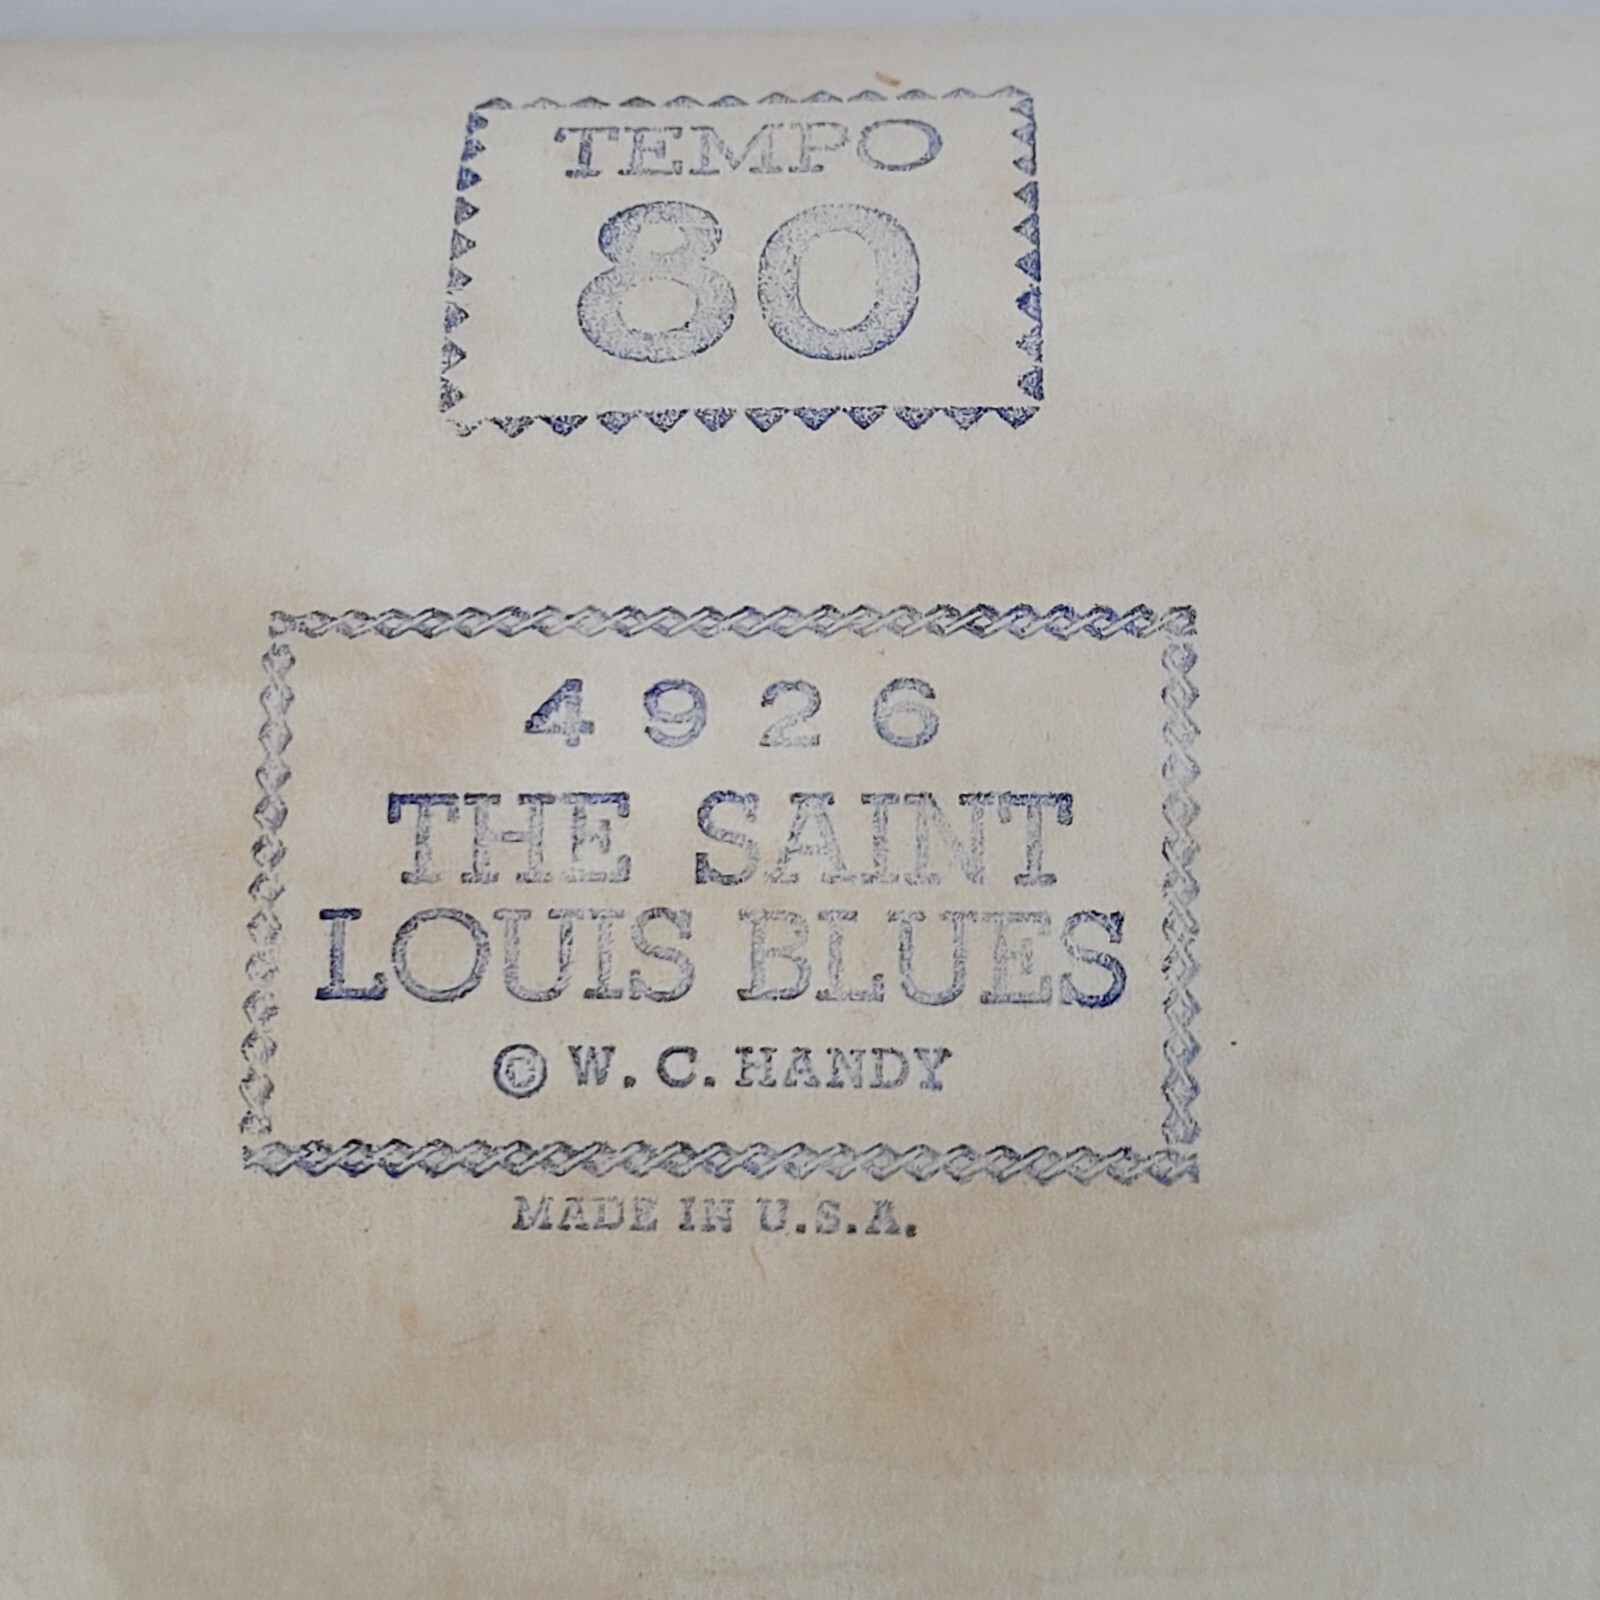 TEMPO
80
4926
THE SAINT
LOUIS BLUES
© W. C. HANDY
MADE IN U.S.A.